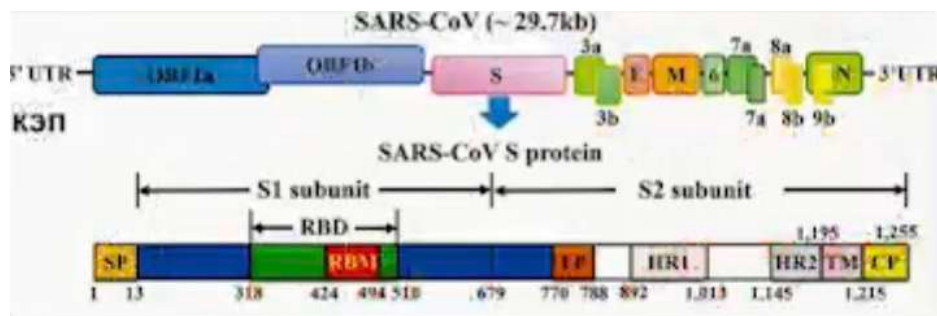 SARS-CoV (~ 29.7kb)
3a 7a 8a
5' UTR ORF1a ORF1b S E M 6 N 3'UTR
3b 7a 8b 9b
КЭП
SARS-CoV S protein
S1 subunit S2 subunit
RBD
1,195 1,255
SP RBM FP HR1 HR2 TM CP
1 13 318 424 494 510 679 770 788 892 1,013 1,145 1,215